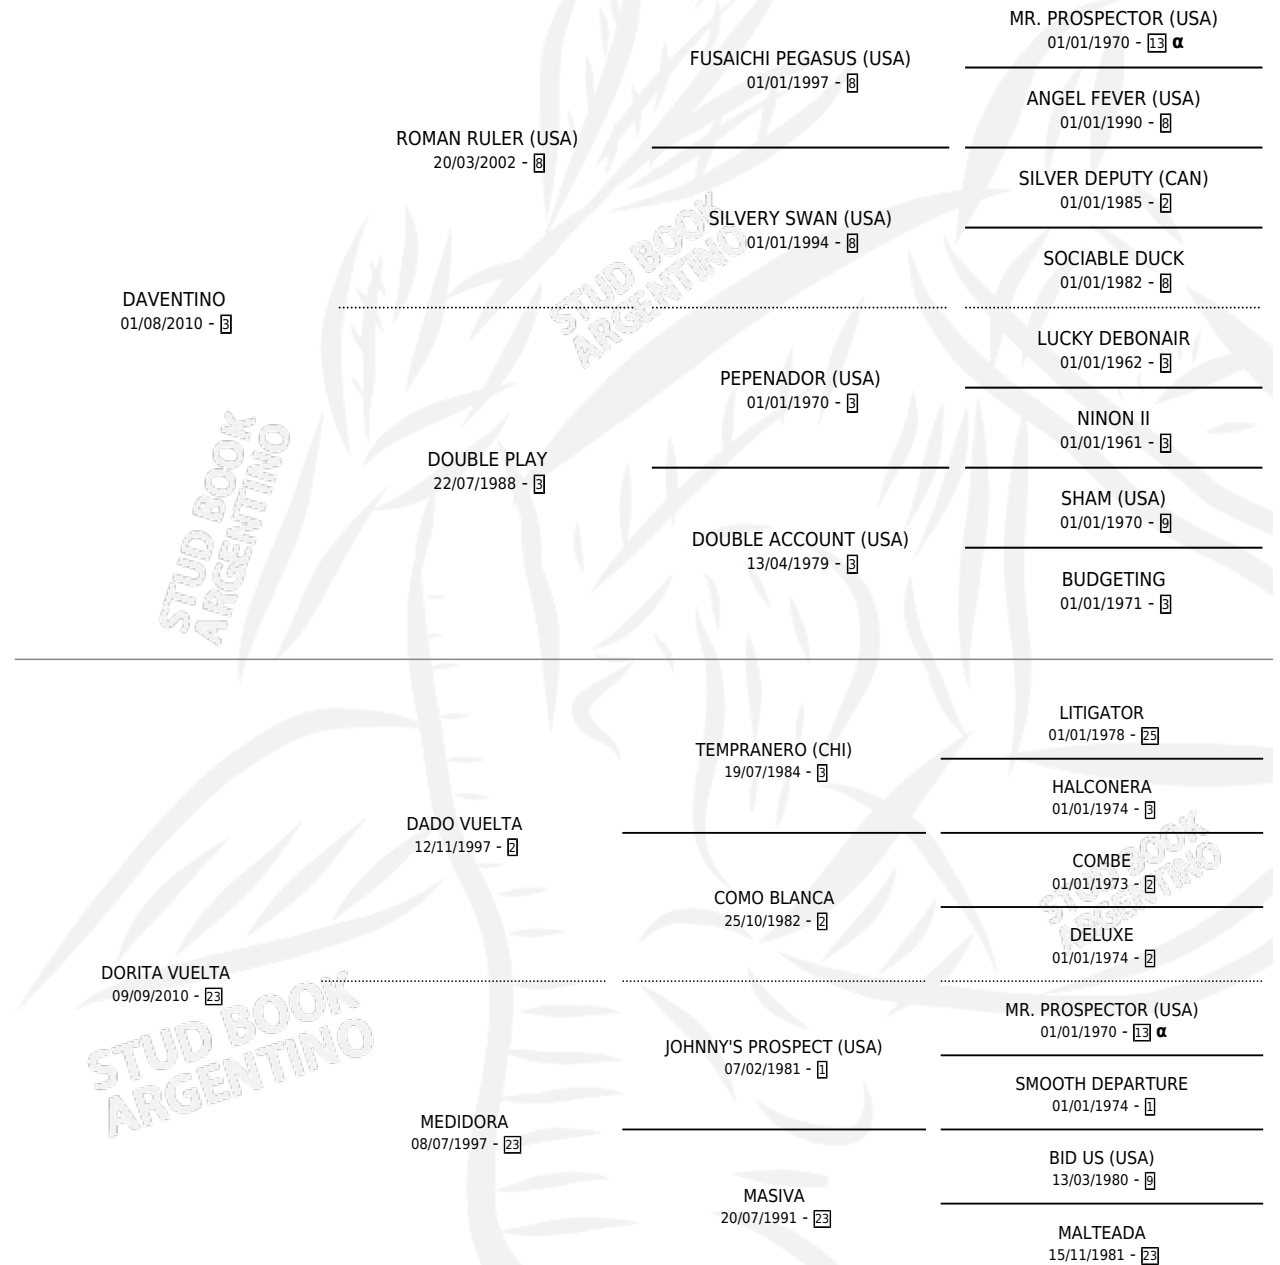 MR. PROSPECTOR (USA)
01/01/1970 - 13 α
FUSAICHI PEGASUS (USA)
01/01/1997 - 8
ANGEL FEVER (USA)
01/01/1990 - 8
ROMAN RULER (USA)
20/03/2002 - 8
SILVER DEPUTY (CAN)
01/01/1985 - 2
SILVERY SWAN (USA)
01/01/1994 - 8
SOCIABLE DUCK
01/01/1982 - 8
STUD BOOK
ARGENTINO
DAVENTINO
01/08/2010 - 3
LUCKY DEBONAIR
01/01/1962 - 3
PEPENADOR (USA)
01/01/1970 - 3
NINON II
01/01/1961 - 3
DOUBLE PLAY
22/07/1988 - 3
SHAM (USA)
01/01/1970 - 9
DOUBLE ACCOUNT (USA)
13/04/1979 - 3
BUDGETING
01/01/1971 - 3
STUD BOOK
ARGENTINO
LITIGATOR
01/01/1978 - 25
TEMPRANERO (CHI)
19/07/1984 - 3
HALCONERA
01/01/1974 - 3
DADO VUELTA
12/11/1997 - 2
COMBE
01/01/1973 - 2
COMO BLANCA
25/10/1982 - 2
DELUXE
01/01/1974 - 2
STUD BOOK
ARGENTINO
DORITA VUELTA
09/09/2010 - 23
MR. PROSPECTOR (USA)
01/01/1970 - 13 α
JOHNNY'S PROSPECT (USA)
07/02/1981 - 1
SMOOTH DEPARTURE
01/01/1974 - 1
STUD BOOK
ARGENTINO
MEDIDORA
08/07/1997 - 23
BID US (USA)
13/03/1980 - 9
MASIVA
20/07/1991 - 23
MALTEADA
15/11/1981 - 23